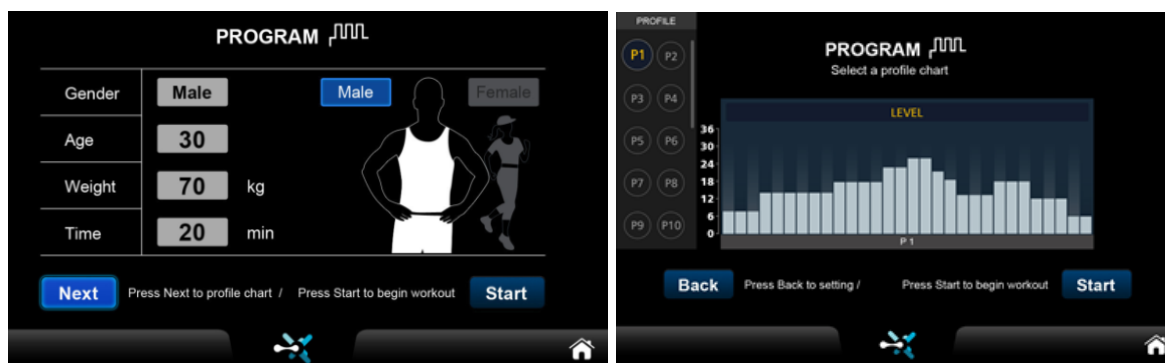 PROGRAM
Gender Male Male Female
Age 30
Weight 70 kg
Time 20 min
Next Press Next to profile chart / Press Start to begin workout Start
PROFILE
P1 P2
P3 P4
P5 P6
P7 P8
P9 P10
PROGRAM
Select a profile chart
LEVEL
36
30
24
18
12
6
0
P 1
Back Press Back to setting / Press Start to begin workout Start